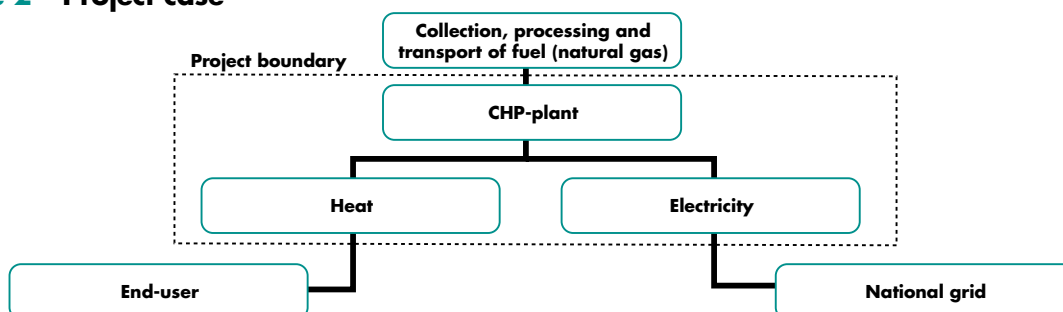 2 Project case
Collection, processing and
transport of fuel (natural gas)
Project boundary
CHP-plant
Heat
Electricity
End-user
National grid